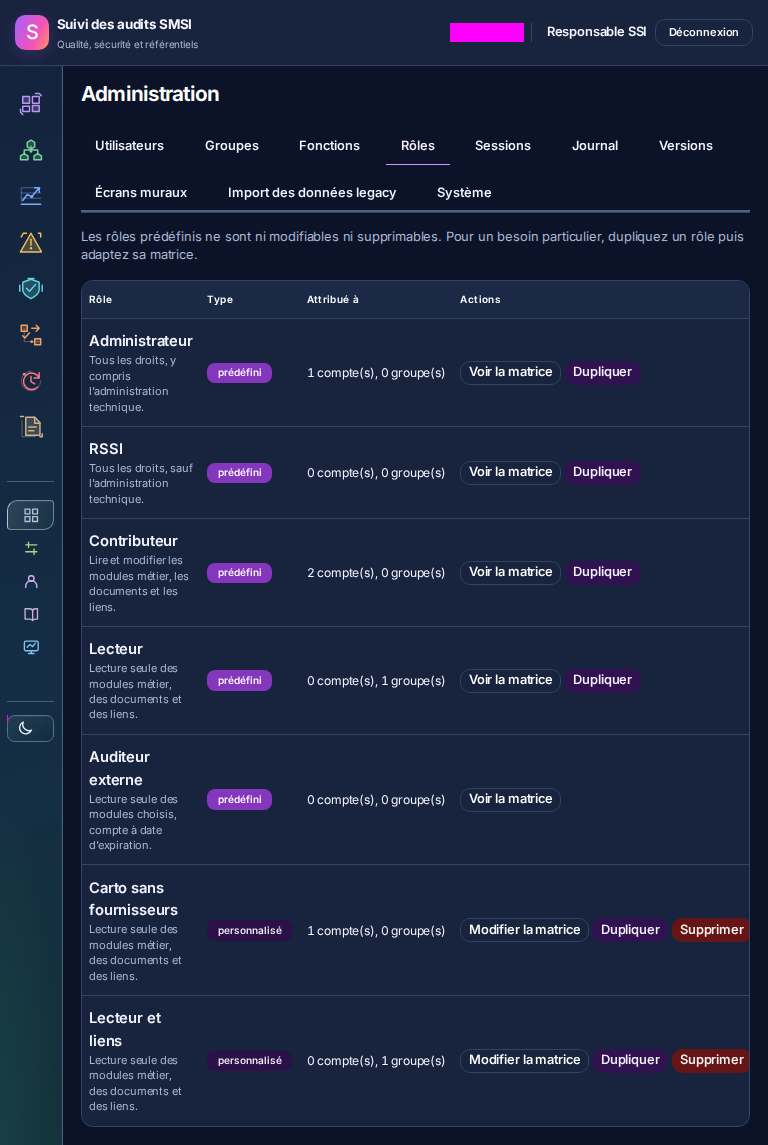 S
Suivi des audits SMSI
Qualité, sécurité et référentiels
Responsable SSI
Déconnexion
Administration
Utilisateurs
Groupes
Fonctions
Rôles
Sessions
Journal
Versions
Écrans muraux
Import des données legacy
Système
Les rôles prédéfinis ne sont ni modifiables ni supprimables. Pour un besoin particulier, dupliquez un rôle puis
adaptez sa matrice.
Rôle
Type
Attribué à
Actions
Administrateur
Tous les droits, y
compris
l'administration
technique.
prédéfini
1 compte(s), 0 groupe(s)
Voir la matrice
Dupliquer
RSSI
Tous les droits, sauf
l'administration
technique.
prédéfini
0 compte(s), 0 groupe(s)
Voir la matrice
Dupliquer
Contributeur
Lire et modifier les
modules métier, les
documents et les
liens.
prédéfini
2 compte(s), 0 groupe(s)
Voir la matrice
Dupliquer
Lecteur
Lecture seule des
modules métier,
des documents et
des liens.
prédéfini
0 compte(s), 1 groupe(s)
Voir la matrice
Dupliquer
Auditeur
externe
Lecture seule des
modules choisis,
compte à date
d'expiration.
prédéfini
0 compte(s), 0 groupe(s)
Voir la matrice
Carto sans
fournisseurs
Lecture seule des
modules métier,
des documents et
des liens.
personnalisé
1 compte(s), 0 groupe(s)
Modifier la matrice
Dupliquer
Supprimer
Lecteur et
liens
Lecture seule des
modules métier,
des documents et
des liens.
personnalisé
0 compte(s), 1 groupe(s)
Modifier la matrice
Dupliquer
Supprimer